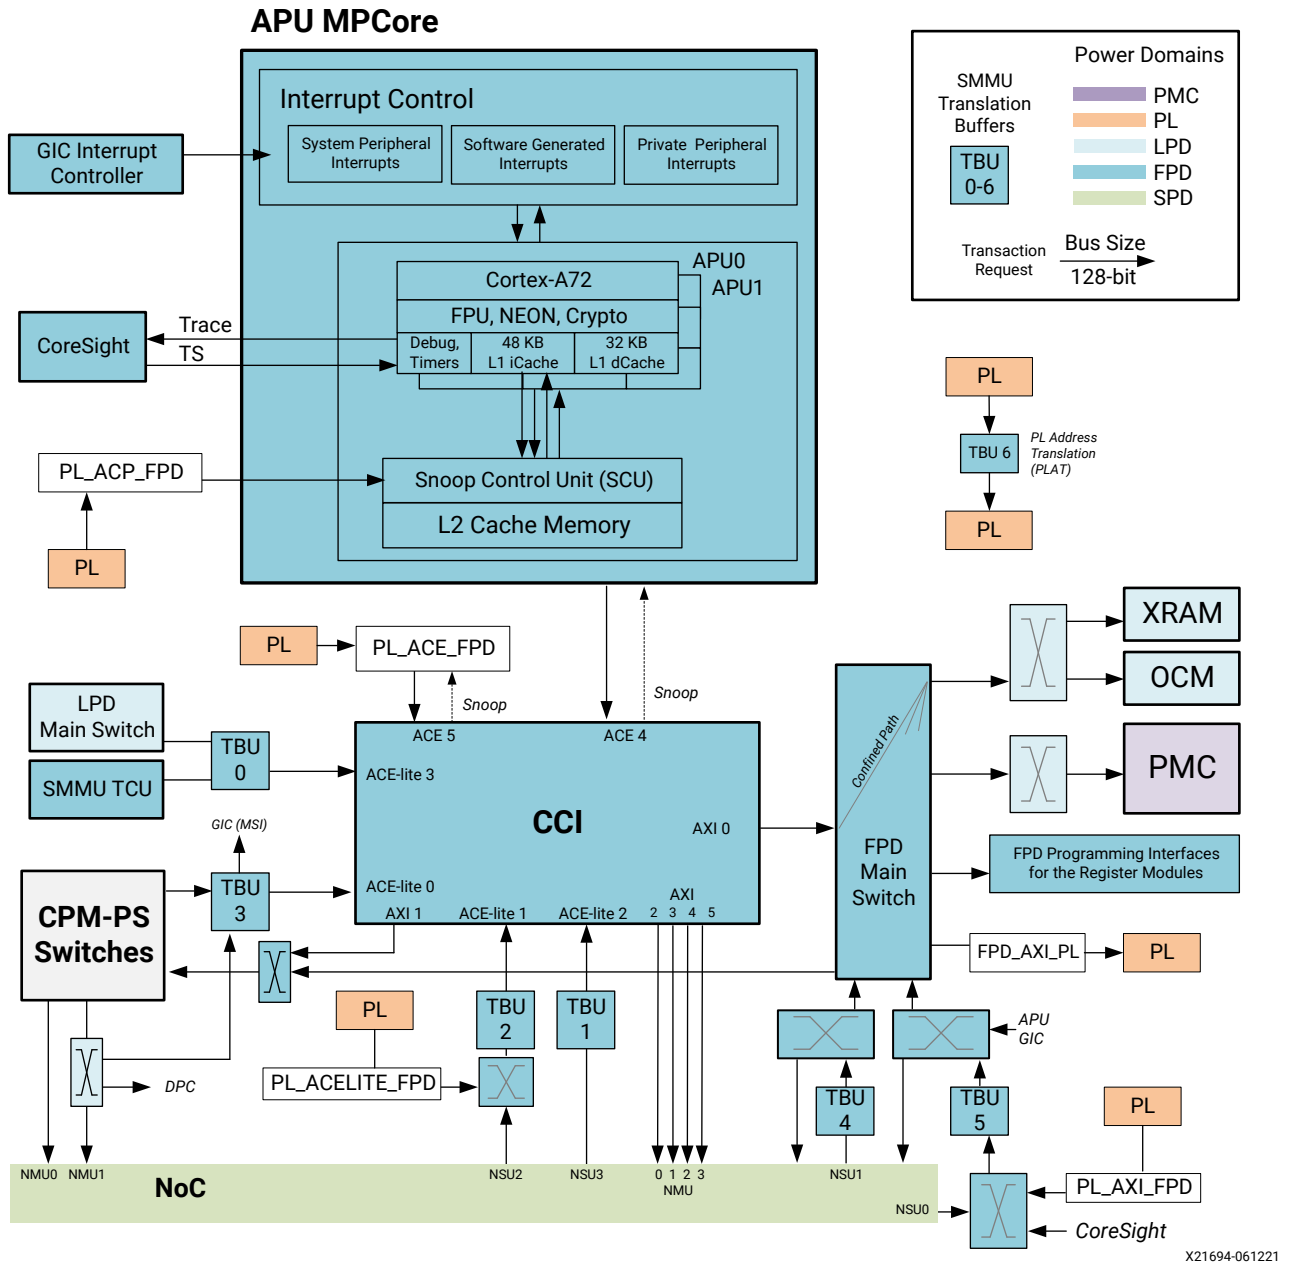 APU MPCore
Interrupt Control
System Peripheral
Interrupts
Software Generated
Interrupts
Private Peripheral
Interrupts
GIC Interrupt
Controller
SMMU
Translation
Buffers
TBU
0-6
Power Domains
PMC
PL
LPD
FPD
SPD
Transaction
Request
Bus Size
128-bit
APU0
APU1
Cortex-A72
FPU, NEON, Crypto
Debug,
Timers
48 KB
L1 iCache
32 KB
L1 dCache
CoreSight
Trace
TS
PL_ACP_FPD
PL
Snoop Control Unit (SCU)
L2 Cache Memory
PL
TBU 6
PL Address
Translation
(PLAT)
PL
PL
PL_ACE_FPD
Snoop
Snoop
LPD
Main Switch
SMMU TCU
TBU
0
ACE 5
ACE 4
ACE-lite 3
CCI
AXI 0
ACE-lite 0
AXI 1
ACE-lite 1
ACE-lite 2
AXI
2 3 4 5
GIC (MSI)
TBU
3
CPM-PS
Switches
Confined Path
FPD
Main
Switch
XRAM
OCM
PMC
FPD Programming Interfaces
for the Register Modules
FPD_AXI_PL
PL
PL
PL_ACELITE_FPD
TBU
2
TBU
1
DPC
APU
GIC
TBU
4
TBU
5
PL
PL_AXI_FPD
CoreSight
NMU0
NMU1
NoC
NSU2
NSU3
0 1 2 3
NMU
NSU1
NSU0
X21694-061221